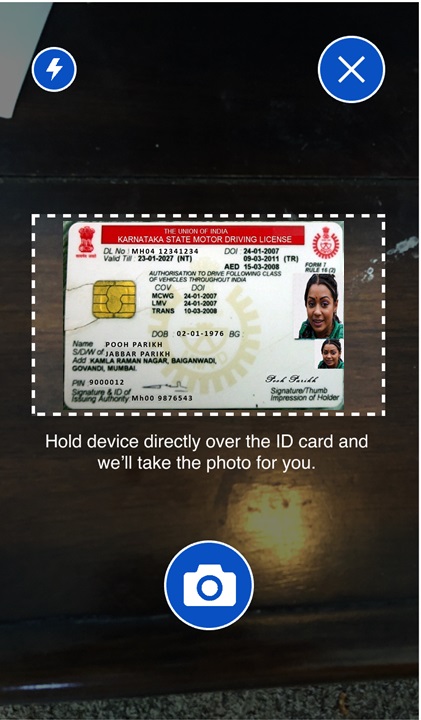 THE UNION OF INDIA
KARNATAKA STATE MOTOR DRIVING LICENSE
DL No : MH04 12341234 DOI : 24-01-2007
Valid Till : 23-01-2027 (NT) 09-03-2011 (TR)
AED 15-03-2008
FORM 7
RULE 16 (2)
AUTHORISATION TO DRIVE FOLLOWING CLASS
OF VEHICLES THROUGHOUT INDIA
COV DOI
MCWG 24-01-2007
LMV 24-01-2007
TRANS 10-03-2008
DOB 02-01-1976 BG
Name POOH PARIKH
S/D/W of JABBAR PARIKH
Add KAMLA RAMAN NAGAR, BAIGANWADI,
GOVANDI, MUMBAI.
PIN 9000012
Signature & ID of
Issuing Authority Mh00 9876543
Pooh Parikh
Signature/Thumb
Impression of Holder
Hold device directly over the ID card and
we'll take the photo for you.